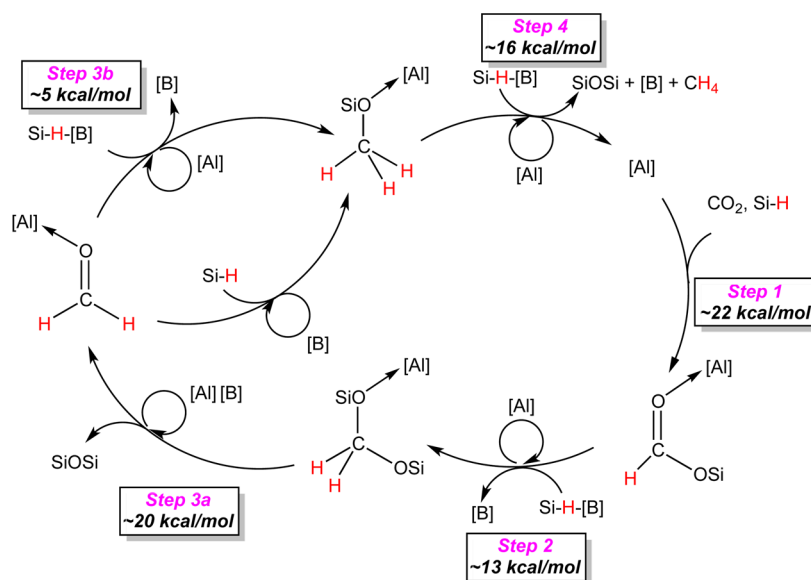 Step 4
~16 kcal/mol
Step 3b
~5 kcal/mol
[B]
[Al]
Si-H-[B]
SiOSi + [B] + CH4
Si-H-[B]
SiO
[Al]
C
H
H
H
[Al]
[Al]
CO2, Si-H
[Al]
O
C
H
H
Si-H
[B]
Step 1
~22 kcal/mol
[Al] [B]
SiOSi
[Al]
SiO
C
H
H
OSi
[Al]
[Al]
O
C
H
OSi
Step 3a
~20 kcal/mol
[B]
Si-H-[B]
Step 2
~13 kcal/mol